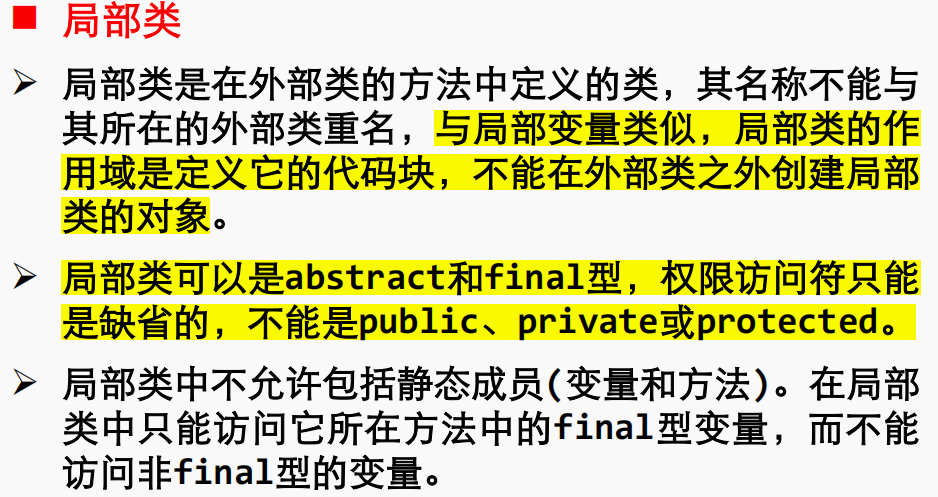 局部类
局部类是在外部类的方法中定义的类，其名称不能与
其所在的外部类重名，与局部变量类似，局部类的作
用域是定义它的代码块，不能在外部类之外创建局部
类的对象。
局部类可以是abstract和final型，权限访问符只能
是缺省的，不能是public、private或protected。
局部类中不允许包括静态成员(变量和方法)。在局部
类中只能访问它所在方法中的final型变量，而不能
访问非final型的变量。